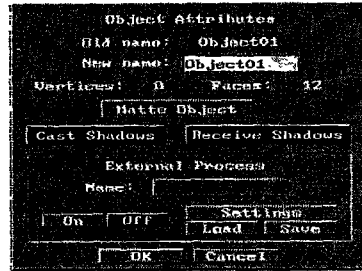 Object Attributes
Old name: Object01
New name: Object01
Vertices: 8 Faces: 12
Matte Object
Cast Shadows Receive Shadows
External Process
Name:
On Off Settings
Load Save
OK Cancel